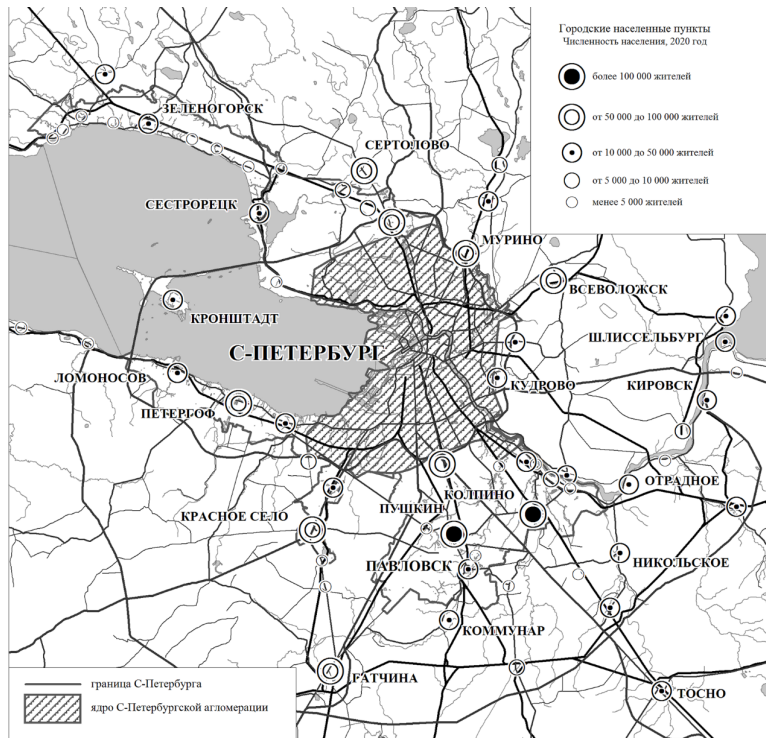 Городские населенные пункты
Численность населения, 2020 год
более 100 000 жителей
от 50 000 до 100 000 жителей
от 10 000 до 50 000 жителей
от 5 000 до 10 000 жителей
менее 5 000 жителей
ЗЕЛЕНОГОРСК
СЕРТОЛОВО
СЕСТРОРЕЦК
МУРИНО
ВСЕВОЛОЖСК
КРОНШТАДТ
ШЛИССЕЛЬБУРГ
С-ПЕТЕРБУРГ
ЛОМОНОСОВ
КУДРОВО
КИРОВСК
ПЕТЕРГОФ
ОТРАДНОЕ
КОЛПИНО
ПУШКИН
КРАСНОЕ СЕЛО
ПАВЛОВСК
НИКОЛЬСКОЕ
КОММУНАР
ГАТЧИНА
ТОСНО
граница С-Петербурга
ядро С-Петербургской агломерации